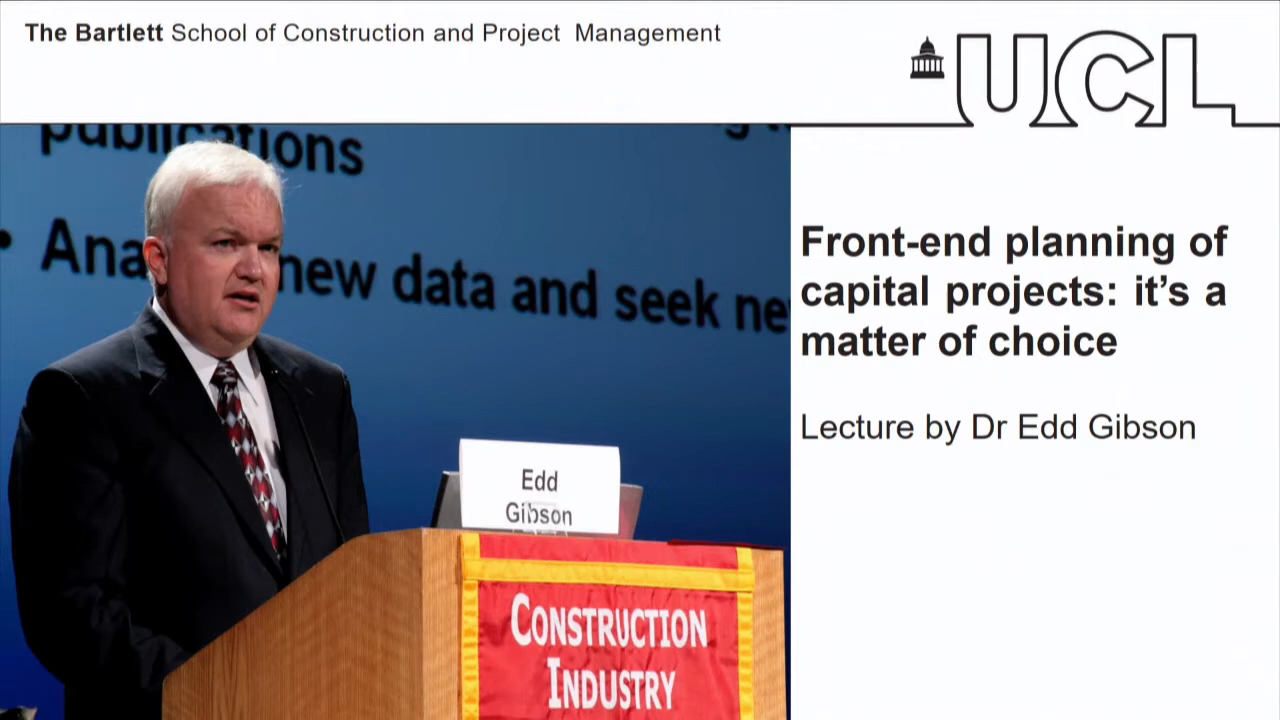 The Bartlett School of Construction and Project Management
UCL
publications
• Ana new data and seek ne
Front-end planning of
capital projects: it's a
matter of choice
Lecture by Dr Edd Gibson
Edd
Gibson
CONSTRUCTION
INDUSTRY